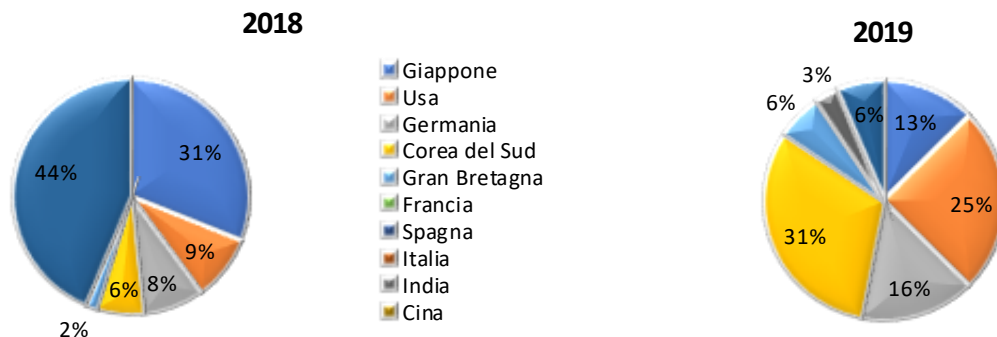 2018
44%
31%
9%
8%
6%
2%
Giappone
Usa
Germania
Corea del Sud
Gran Bretagna
Francia
Spagna
Italia
India
Cina
2019
3%
6%
6%
13%
25%
31%
16%